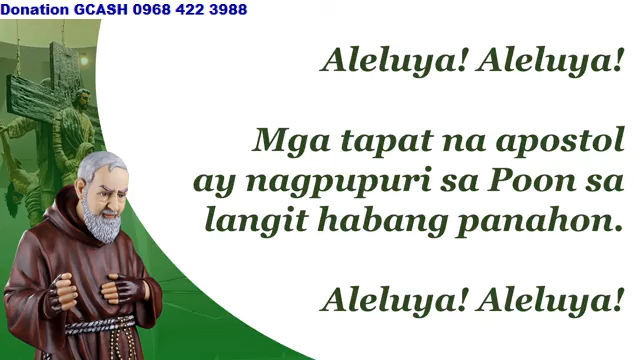 Donation GCASH 0968 422 3988
Aleluya! Aleluya!
Mga tapat na apostol
ay nagpupuri sa Poon sa
langit habang panahon.
Aleluya! Aleluya!